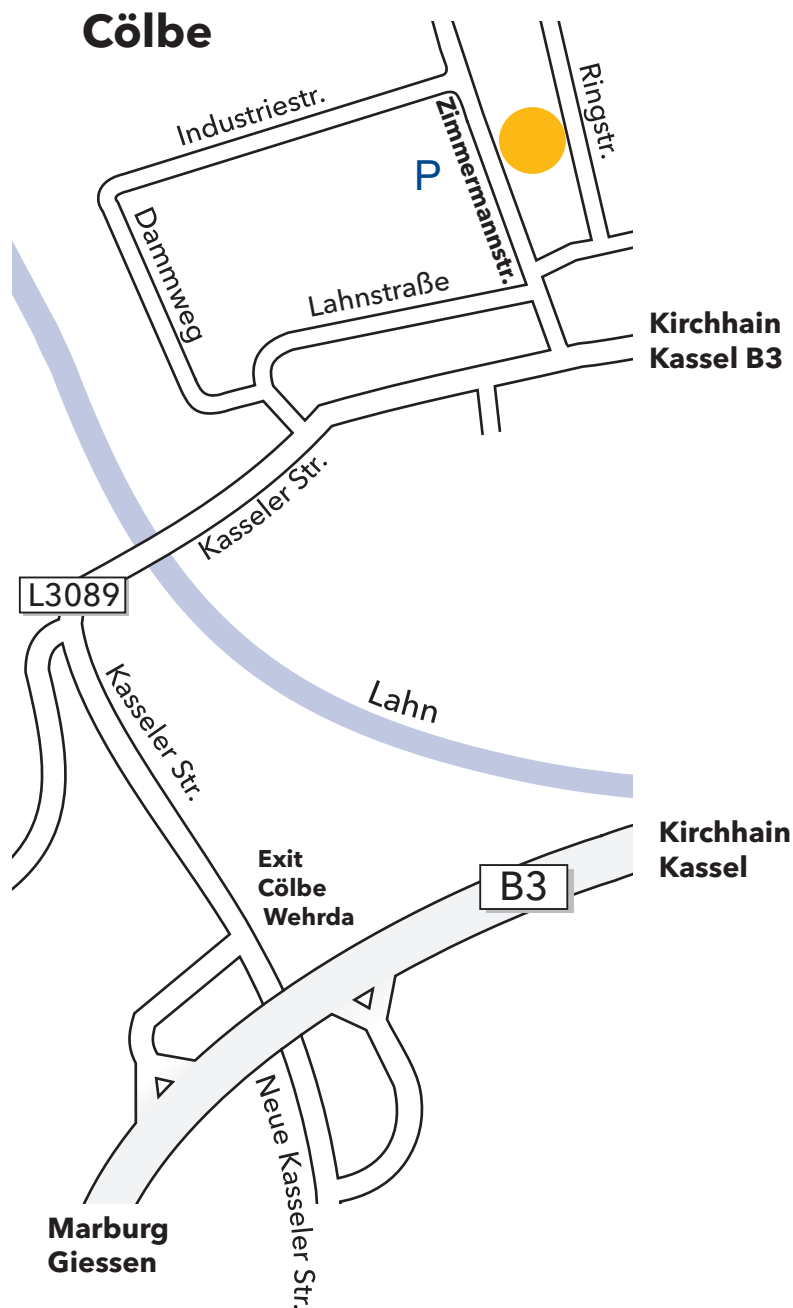 Cölbe
Ringstr.
Industriestr.
Zimmermannstr.
P
Dammweg
Lahnstraße
Kirchhain
Kassel B3
Kasseler Str.
L3089
Kasseler Str.
Lahn
Kirchhain
Kassel
Exit
Cölbe
Wehrda
B3
Neue Kasseler Str.
Marburg
Giessen